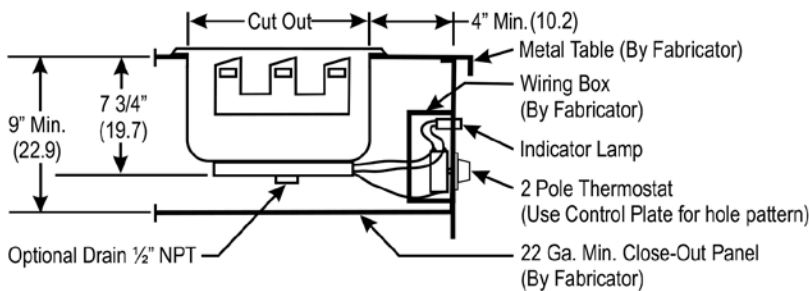 Cut Out
4” Min.(10.2)
Metal Table (By Fabricator)
7 3/4”
(19.7)
Wiring Box
(By Fabricator)
9” Min.
(22.9)
Indicator Lamp
2 Pole Thermostat
(Use Control Plate for hole pattern)
Optional Drain ½” NPT
22 Ga. Min. Close-Out Panel
(By Fabricator)